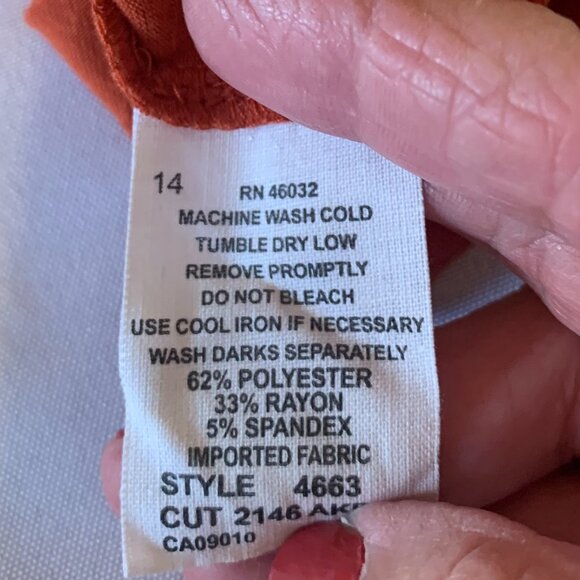 14
RN 46032
MACHINE WASH COLD
TUMBLE DRY LOW
REMOVE PROMPTLY
DO NOT BLEACH
USE COOL IRON IF NECESSARY
WASH DARKS SEPARATELY
62% POLYESTER
33% RAYON
5% SPANDEX
IMPORTED FABRIC
STYLE 4663
CUT 2146
CA09010